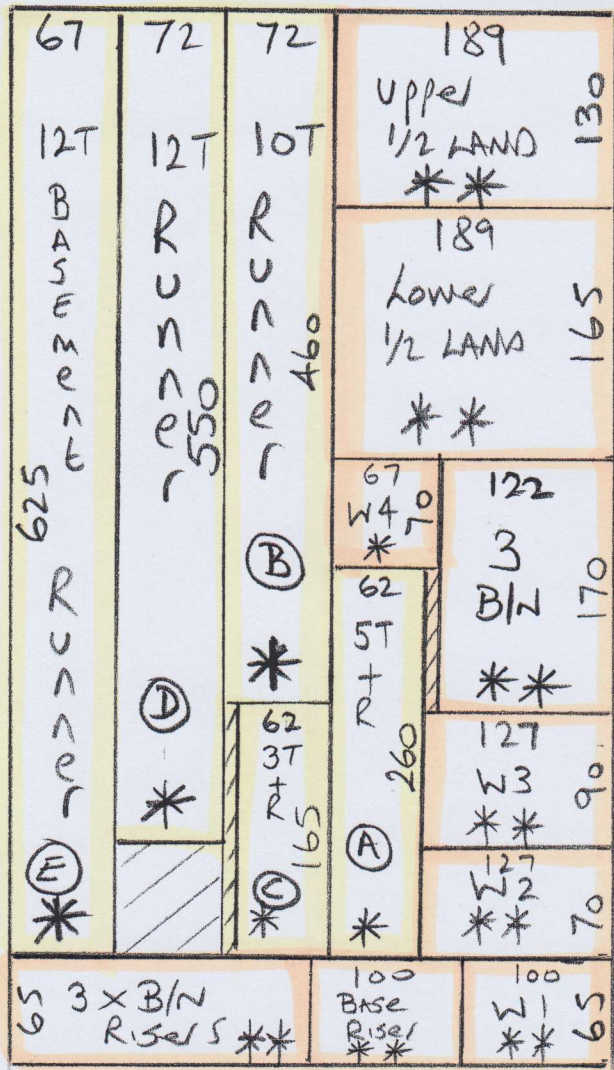 67
12T
BASEMENT
Runner
625
E
*
72
12T
Runner
550
D
*
72
10T
Runner
460
B
*
62
3T
+
R
165
C
*
189
Upper
1/2 LAND
130
* *
189
Lower
1/2 LAND
165
* *
67
W4
70
*
62
5T
+
R
260
A
*
122
3
B/N
170
* *
127
W3
90
* *
127
W2
70
* *
65
3 x B/N
Risers **
100
BASE
Riser
* *
100
W1
65
* *